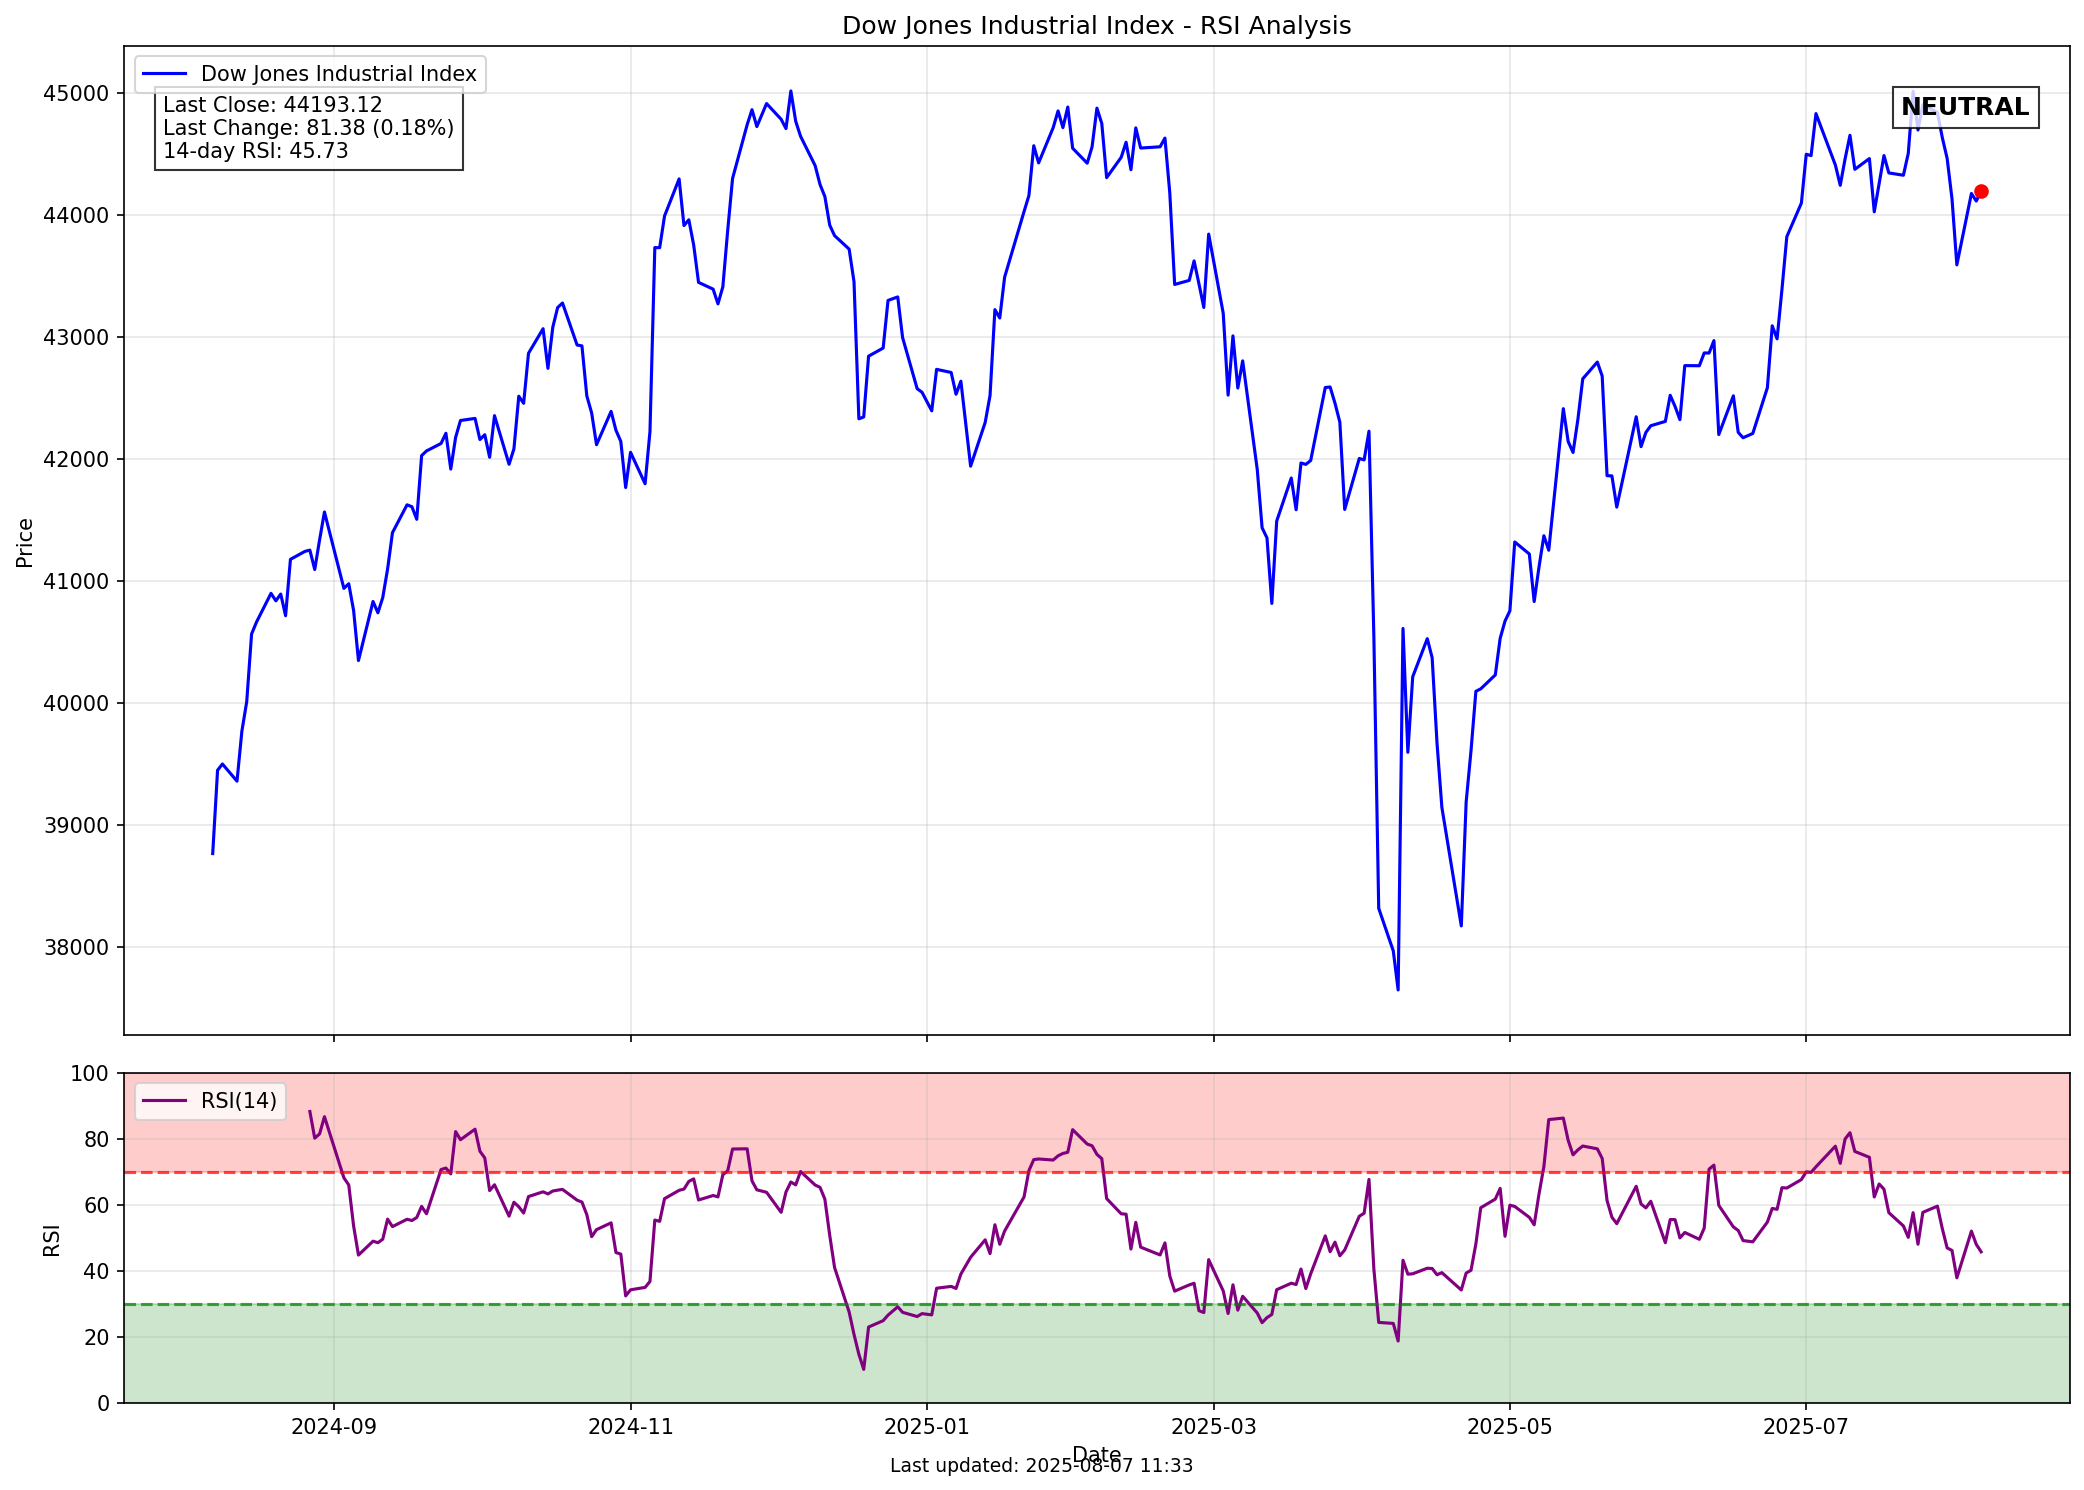 Dow Jones Industrial Index - RSI Analysis
Dow Jones Industrial Index
Last Close: 44193.12
Last Change: 81.38 (0.18%)
14-day RSI: 45.73
NEUTRAL
Price
45000
44000
43000
42000
41000
40000
39000
38000
RSI(14)
RSI
100
80
60
40
20
0
2024-09
2024-11
2025-01
2025-03
2025-05
2025-07
Date
Last updated: 2025-08-07 11:33